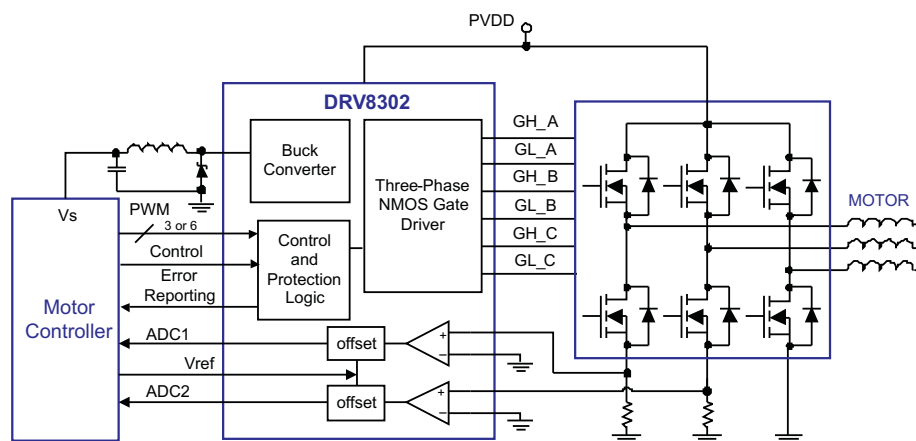 PVDD
DRV8302
GH_A
GL_A
GH_B
GL_B
GH_C
GL_C
Buck
Converter
Three-Phase
NMOS Gate
Driver
MOTOR
Vs
PWM
3 or 6
Control
Error
Reporting
Control
and
Protection
Logic
Motor
Controller
ADC1
offset
+
–
Vref
ADC2
offset
+
–